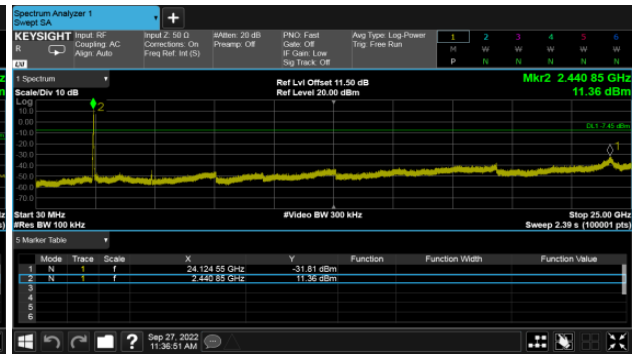 Spectrum Analyzer 1
Swept SA
+
KEYSIGHT Input: RF Input Z: 50 Ω #Atten: 20 dB PNO: Fast Avg Type: Log-Power 1 2 3 4 5 6
R Coupling: AC Corrections: On Preamp: Off Gate: Off Trig: Free Run M W W W W W
Align: Auto Freq Ref: Int (S) IF Gain: Low
LXI Sig Track: Off P N N N N N
1 Spectrum Ref Lvl Offset 11.50 dB Mkr2 2.440 85 GHz
Scale/Div 10 dB Ref Level 20.00 dBm 11.36 dBm
Log
10.0
0.00
-10.0
-20.0
-30.0
-40.0
-50.0
-60.0
-70.0
2
DL1 -7.45 dBm
1
Start 30 MHz #Video BW 300 kHz Stop 25.00 GHz
#Res BW 100 kHz Sweep 2.39 s (100001 pts)
5 Marker Table
Mode Trace Scale X Y Function Function Width Function Value
1 N 1 f 24.124 55 GHz -31.81 dBm
2 N 1 f 2.440 85 GHz 11.36 dBm
3
4
5
6
? Sep 27, 2022
11:36:51 AM